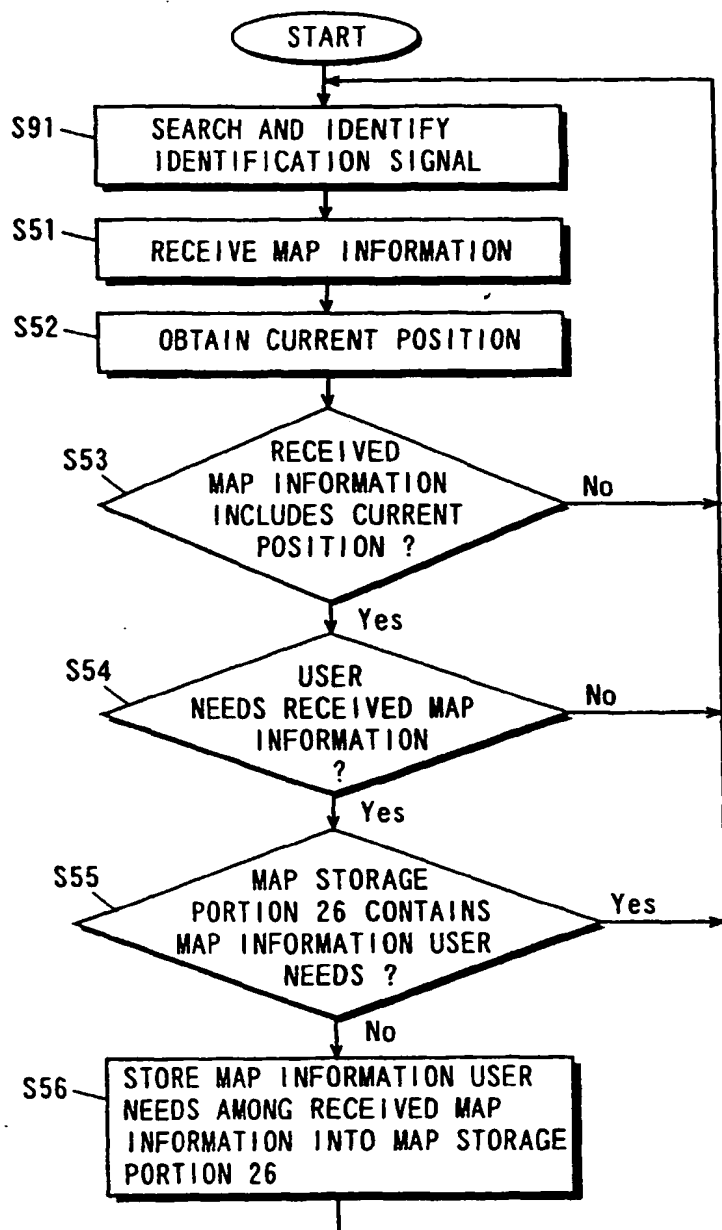 START
S91
SEARCH AND IDENTIFY
IDENTIFICATION SIGNAL
S51
RECEIVE MAP INFORMATION
S52
OBTAIN CURRENT POSITION
S53
RECEIVED
MAP INFORMATION
INCLUDES CURRENT
POSITION ?
No
Yes
S54
USER
NEEDS RECEIVED MAP
INFORMATION
?
No
Yes
S55
MAP STORAGE
PORTION 26 CONTAINS
MAP INFORMATION USER
NEEDS ?
Yes
No
S56
STORE MAP INFORMATION USER
NEEDS AMONG RECEIVED MAP
INFORMATION INTO MAP STORAGE
PORTION 26